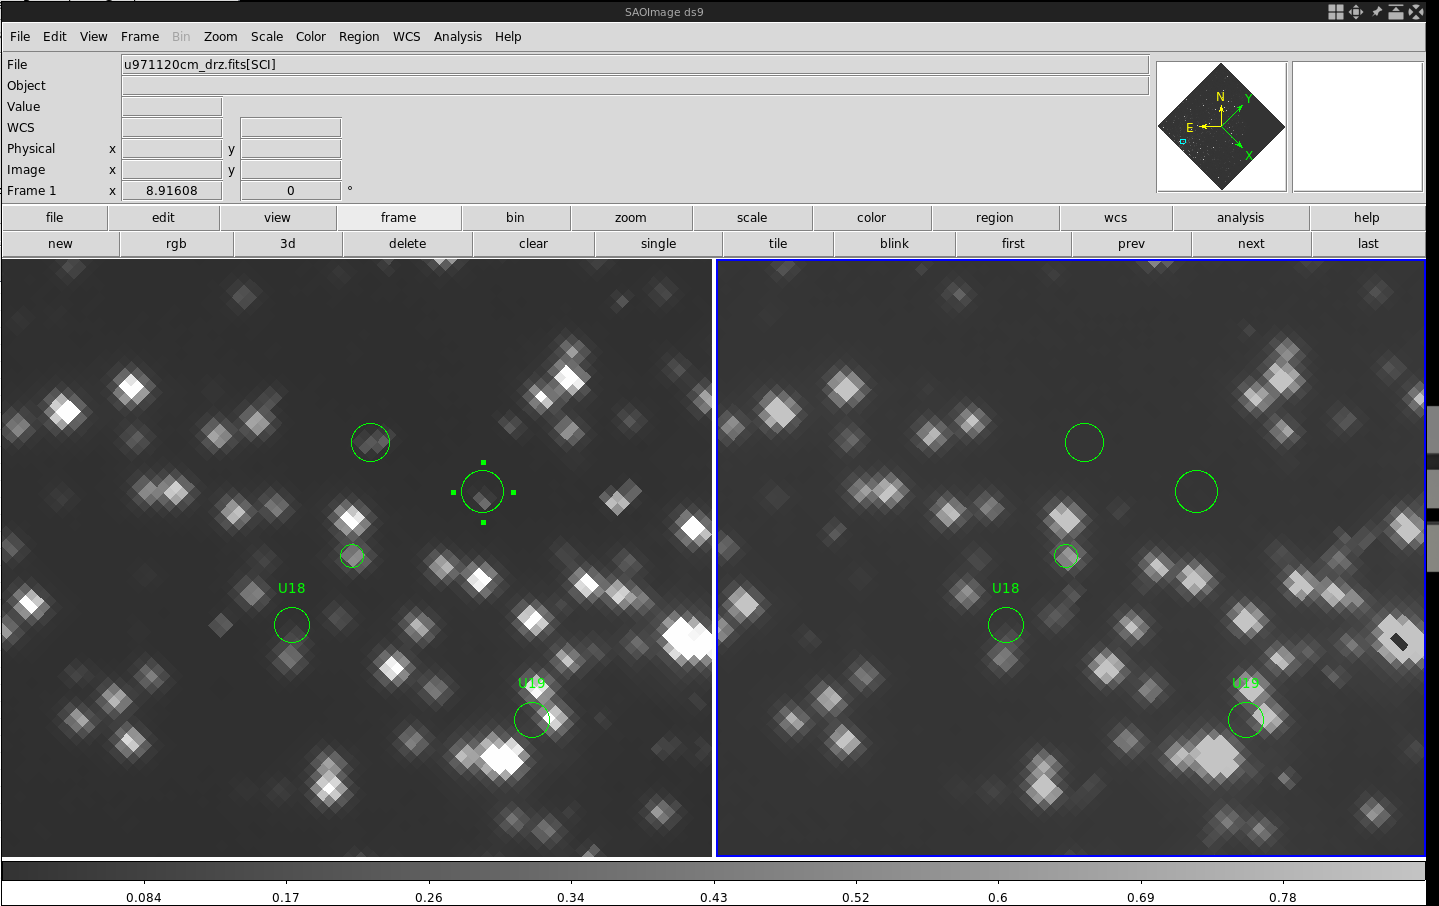 SAOImage ds9
File Edit View Frame Bin Zoom Scale Color Region WCS Analysis Help
File u971120cm_drz.fits[SCI]
Object
Value
WCS
Physical x y
Image x y
Frame 1 x 8.91608 0 °
N Y E X
file edit view frame bin zoom scale color region wcs analysis help
new rgb 3d delete clear single tile blink first prev next last
U18 U18
U19 U19
0.084 0.17 0.26 0.34 0.43 0.52 0.6 0.69 0.78